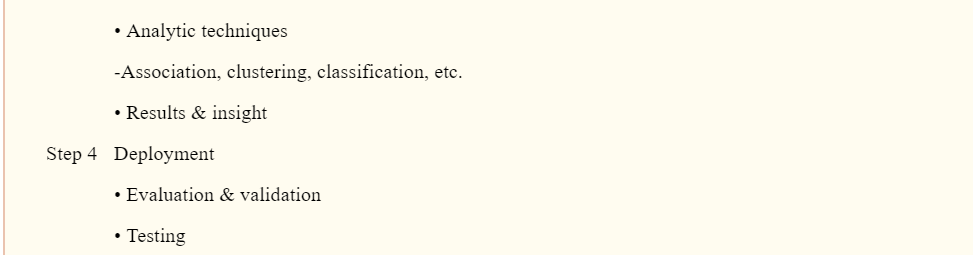 • Analytic techniques
-Association, clustering, classification, etc.
• Results & insight
Step 4 Deployment
• Evaluation & validation
• Testing